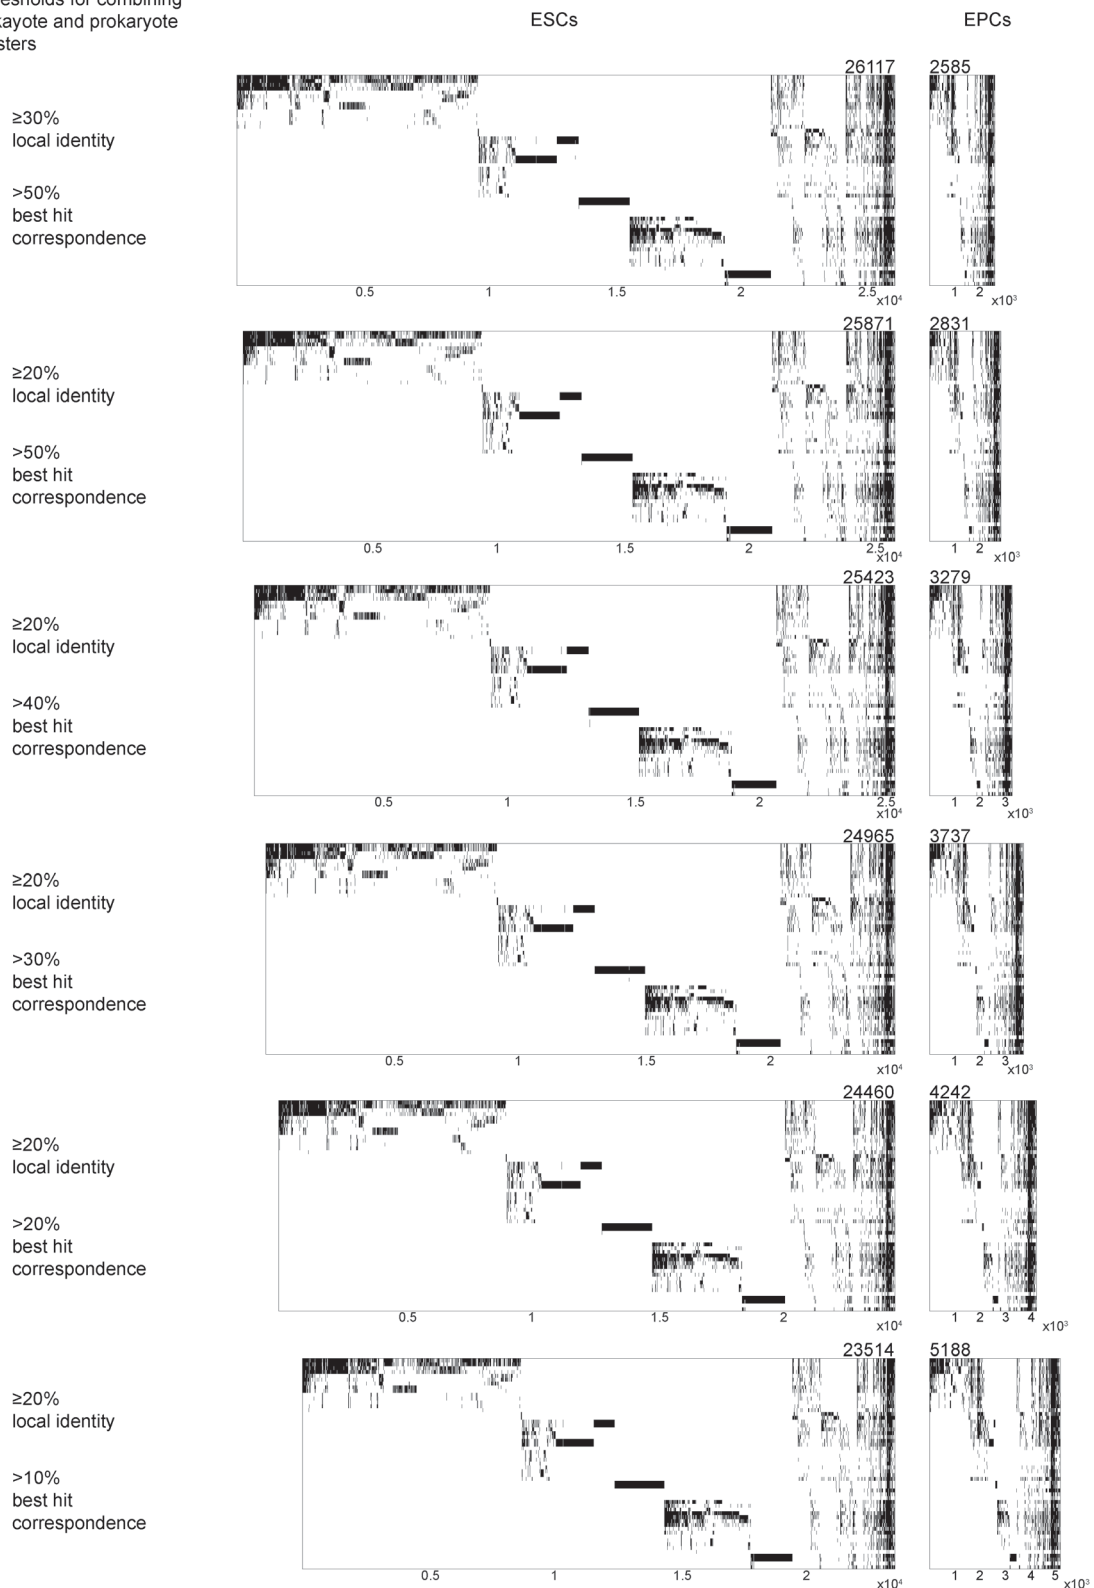 ESCs EPCs
kayote and prokaryote
26117 2585
≥30%
local identity
>50%
best hit
correspondence
0.5 1 1.5 2 2.5 x10⁴ 1 2 x10³
25871 2831
≥20%
local identity
>50%
best hit
correspondence
0.5 1 1.5 2 2.5 x10⁴ 1 2 x10³
25423 3279
≥20%
local identity
>40%
best hit
correspondence
0.5 1 1.5 2 2.5 x10⁴ 1 2 3 x10³
24965 3737
≥20%
local identity
>30%
best hit
correspondence
0.5 1 1.5 2 x10⁴ 1 2 3 x10³
24460 4242
≥20%
local identity
>20%
best hit
correspondence
0.5 1 1.5 2 x10⁴ 1 2 3 4 x10³
23514 5188
≥20%
local identity
>10%
best hit
correspondence
0.5 1 1.5 2 x10⁴ 1 2 3 4 5 x10³